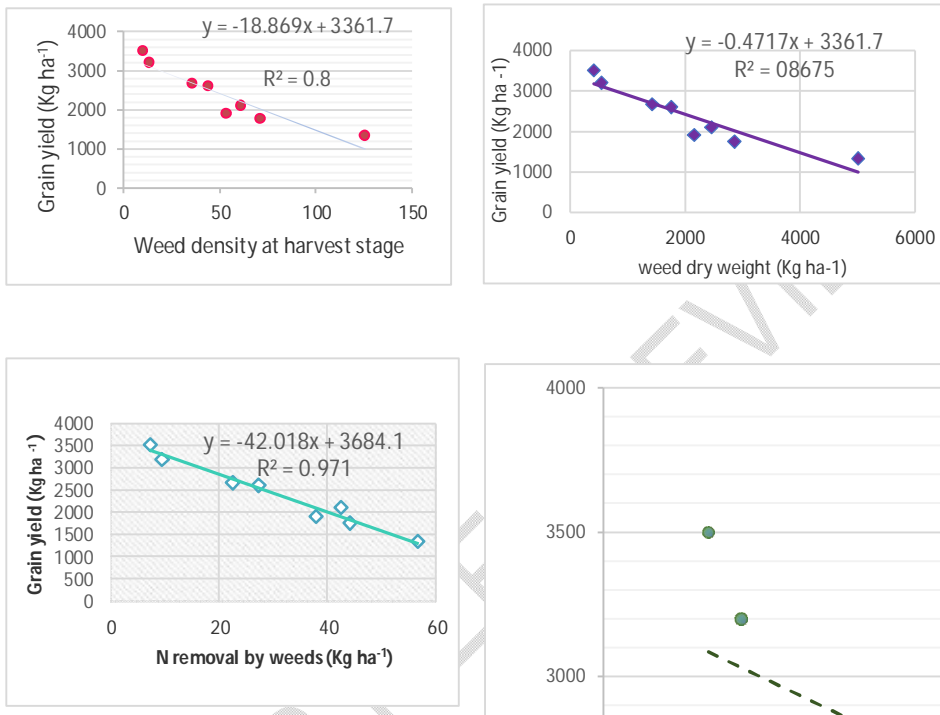 y = -18.869x + 3361.7
R² = 0.8
Grain yield (Kg ha-1)
4000
3000
2000
1000
0
0 50 100 150
Weed density at harvest stage
y = -0.4717x + 3361.7
R² = 08675
Grain yield (Kg ha -1)
4000
3000
2000
1000
0
0 2000 4000 6000
weed dry weight (Kg ha-1)
y = -42.018x + 3684.1
R² = 0.971
Grain yield (Kg ha -1)
4000
3500
3000
2500
2000
1500
1000
500
0
0 20 40 60
N removal by weeds (Kg ha-1)
4000
3500
3000